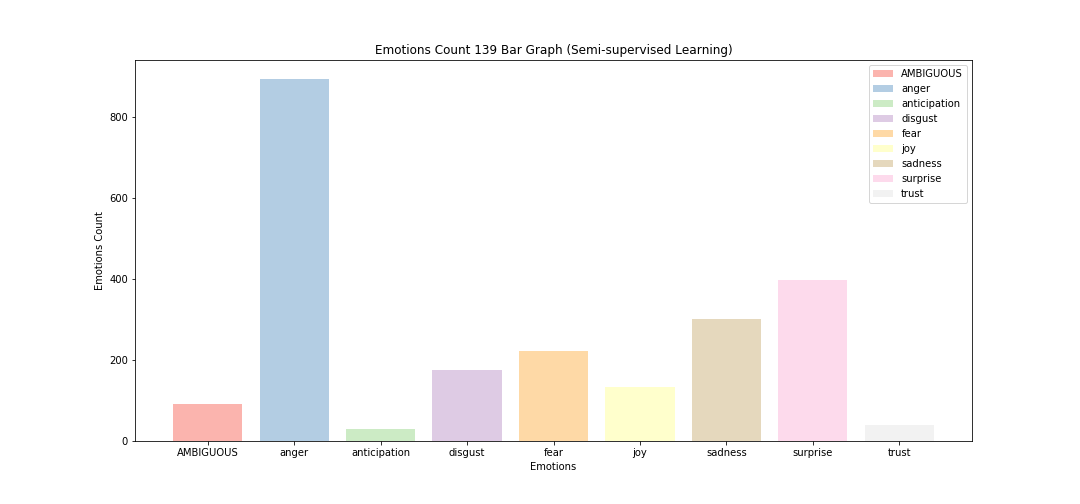 Emotions Count 139 Bar Graph (Semi-supervised Learning)
AMBIGUOUS
anger
anticipation
disgust
fear
joy
sadness
surprise
trust
800
600
400
200
0
Emotions Count
AMBIGUOUS anger anticipation disgust fear joy sadness surprise trust
Emotions